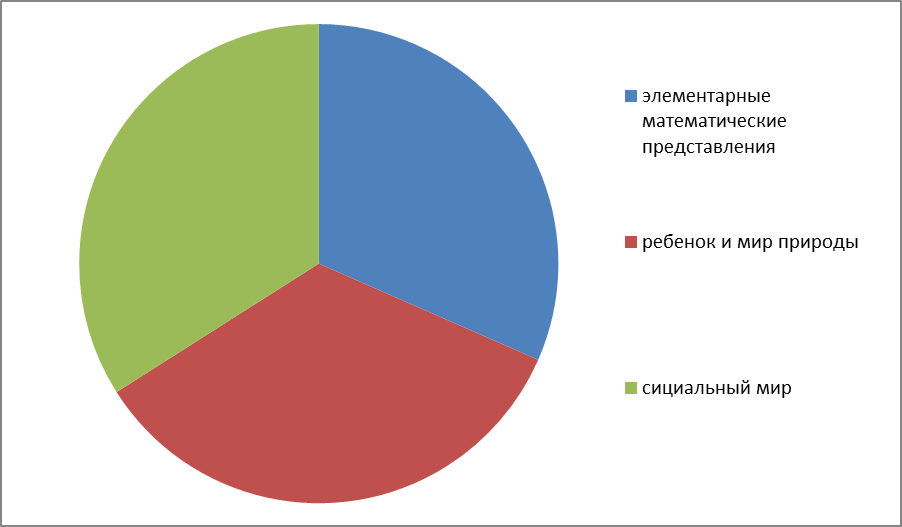 элементарные
математические
представления
ребенок и мир природы
сициальный мир